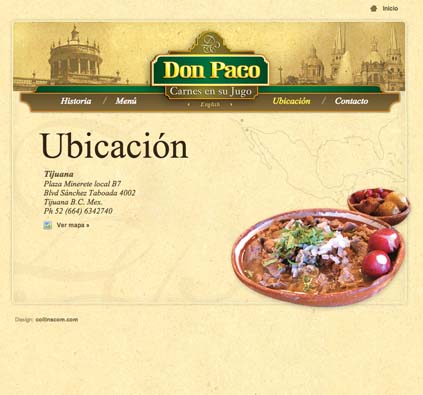 Inicio
Don Paco
Carnes en su Jugo
Historia / Menú
English
Ubicación / Contacto
Ubicación
Tijuana
Plaza Minerete local B7
Blvd Sánchez Taboada 4002
Tijuana B.C. Mex.
Ph 52 (664) 6342740
Ver mapa »
Design: collinscom.com